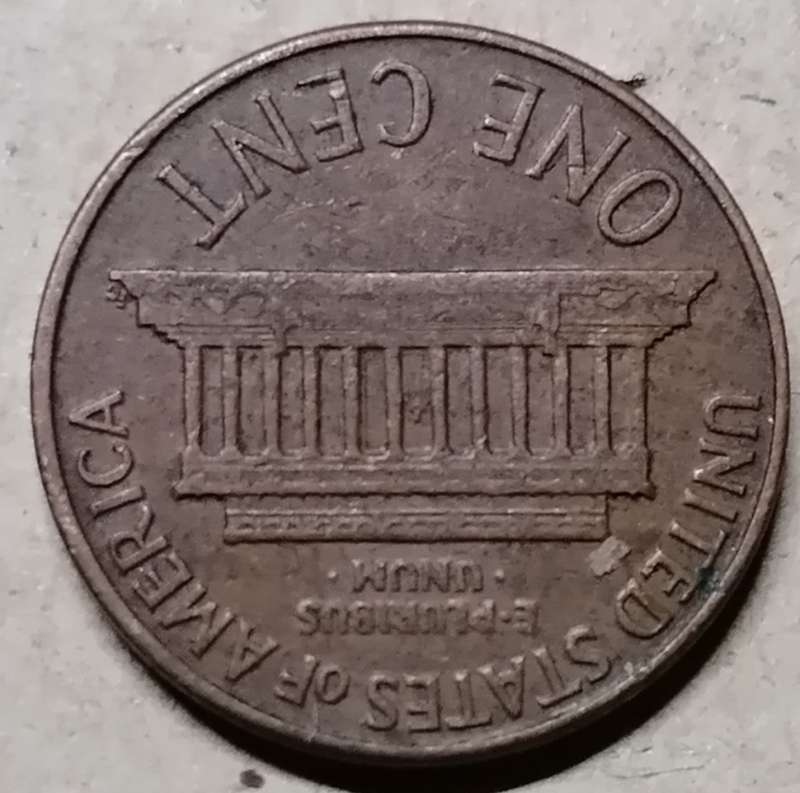 UNITED STATES OF AMERICA
E·PLURIBUS
·UNUM·
ONE CENT